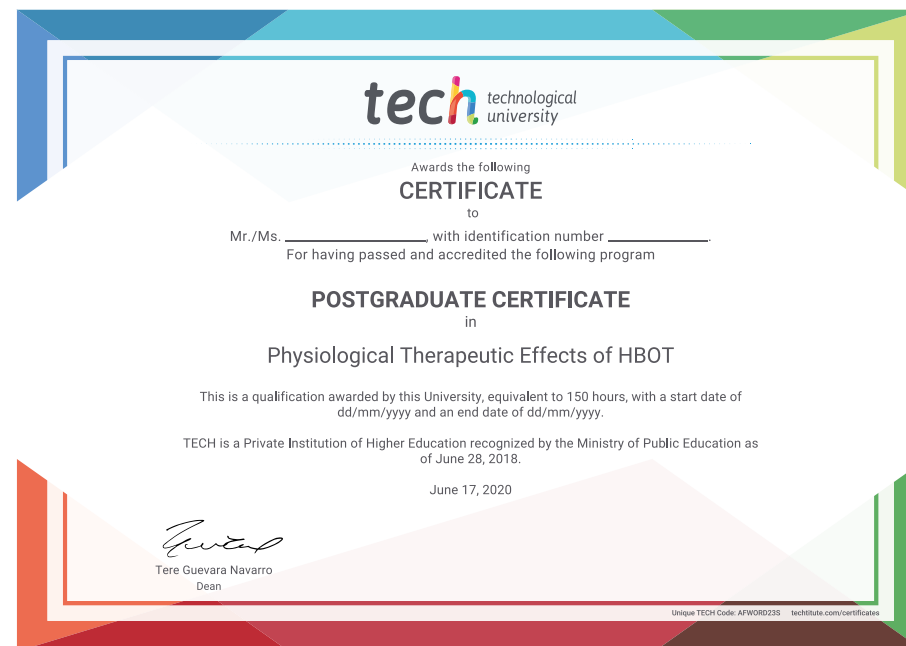 tech technological
university
Awards the following
CERTIFICATE
to
Mr./Ms. ____________, with identification number ____________.
For having passed and accredited the following program
POSTGRADUATE CERTIFICATE
in
Physiological Therapeutic Effects of HBOT
This is a qualification awarded by this University, equivalent to 150 hours, with a start date of
dd/mm/yyyy and an end date of dd/mm/yyyy.
TECH is a Private Institution of Higher Education recognized by the Ministry of Public Education as
of June 28, 2018.
June 17, 2020
Tere Guevara Navarro
Dean
Unique TECH Code: AFWORD23S techtitute.com/certificates